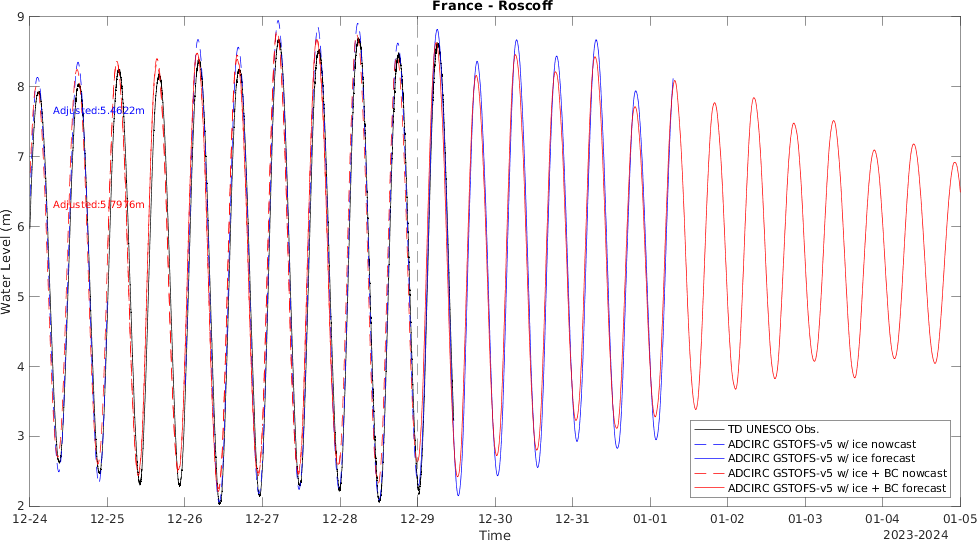 France - Roscoff
9
8
7
6
5
4
3
2
Water Level (m)
Adjusted:5.4622m
Adjusted:5.7976m
TD UNESCO Obs.
ADCIRC GSTOFS-v5 w/ ice nowcast
ADCIRC GSTOFS-v5 w/ ice forecast
ADCIRC GSTOFS-v5 w/ ice + BC nowcast
ADCIRC GSTOFS-v5 w/ ice + BC forecast
12-24 12-25 12-26 12-27 12-28 12-29 12-30 12-31 01-01 01-02 01-03 01-04 01-05
Time
2023-2024